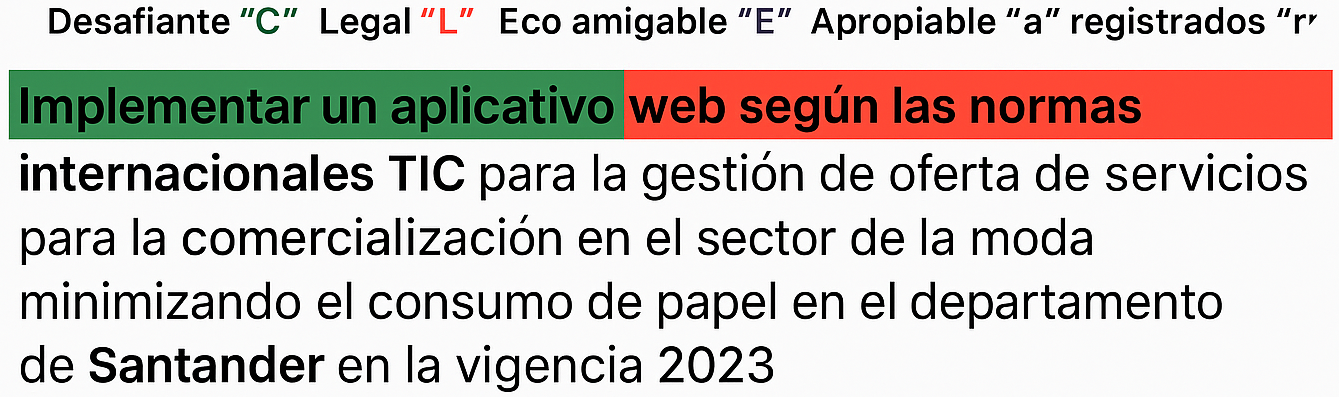 Desafiante “C” Legal “L” Eco amigable “E” Apropiable “a” registrados “r”
Implementar un aplicativo web según las normas
internacionales TIC para la gestión de oferta de servicios
para la comercialización en el sector de la moda
minimizando el consumo de papel en el departamento
de Santander en la vigencia 2023